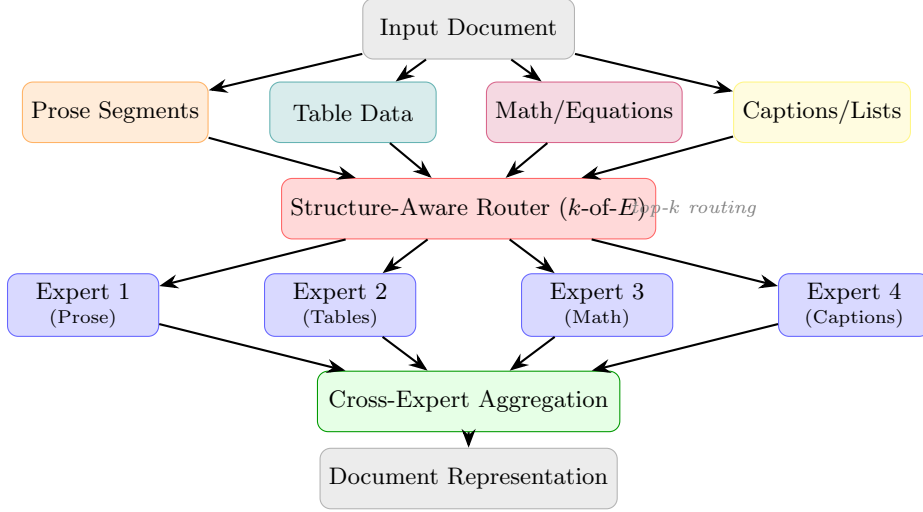 Input Document
Prose Segments
Table Data
Math/Equations
Captions/Lists
Structure-Aware Router (k-of-E)
top-k routing
Expert 1
(Prose)
Expert 2
(Tables)
Expert 3
(Math)
Expert 4
(Captions)
Cross-Expert Aggregation
Document Representation